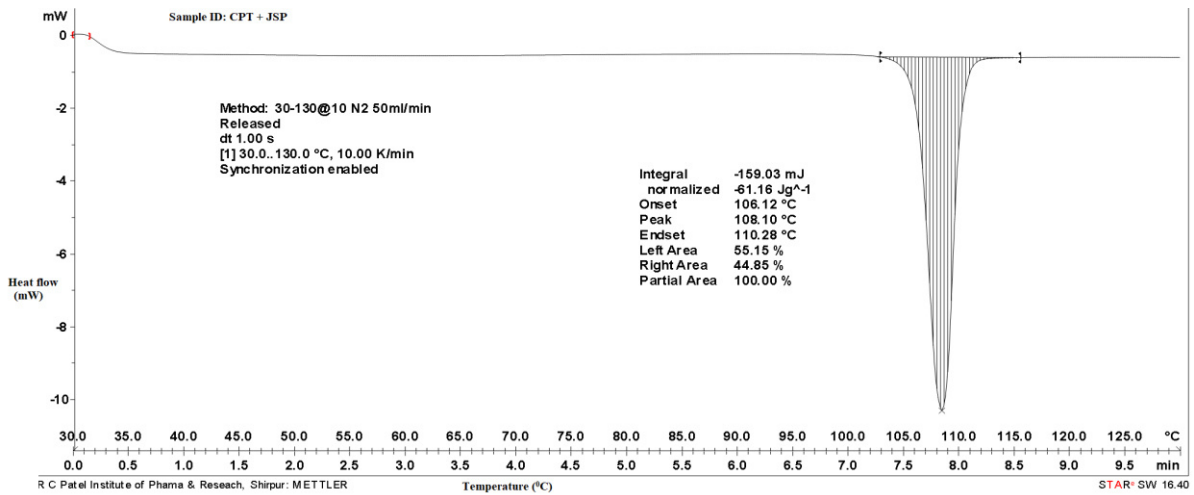 mW
Sample ID: CPT + JSP
0
-2
Method: 30-130@10 N2 50ml/min
Released
dt 1.00 s
[1] 30.0..130.0 °C, 10.00 K/min
Synchronization enabled
-4
Integral -159.03 mJ
normalized -61.16 Jg^-1
Onset 106.12 °C
Peak 108.10 °C
Endset 110.28 °C
Left Area 55.15 %
Right Area 44.85 %
Partial Area 100.00 %
-6
Heat flow
(mW)
-8
-10
30.0 35.0 40.0 45.0 50.0 55.0 60.0 65.0 70.0 75.0 80.0 85.0 90.0 95.0 100.0 105.0 110.0 115.0 120.0 125.0 °C
0.0 0.5 1.0 1.5 2.0 2.5 3.0 3.5 4.0 4.5 5.0 5.5 6.0 6.5 7.0 7.5 8.0 8.5 9.0 9.5 min
R C Patel Institute of Phama & Reseach, Shirpur: METTLER
Temperature (⁰C)
STARᵉ SW 16.40